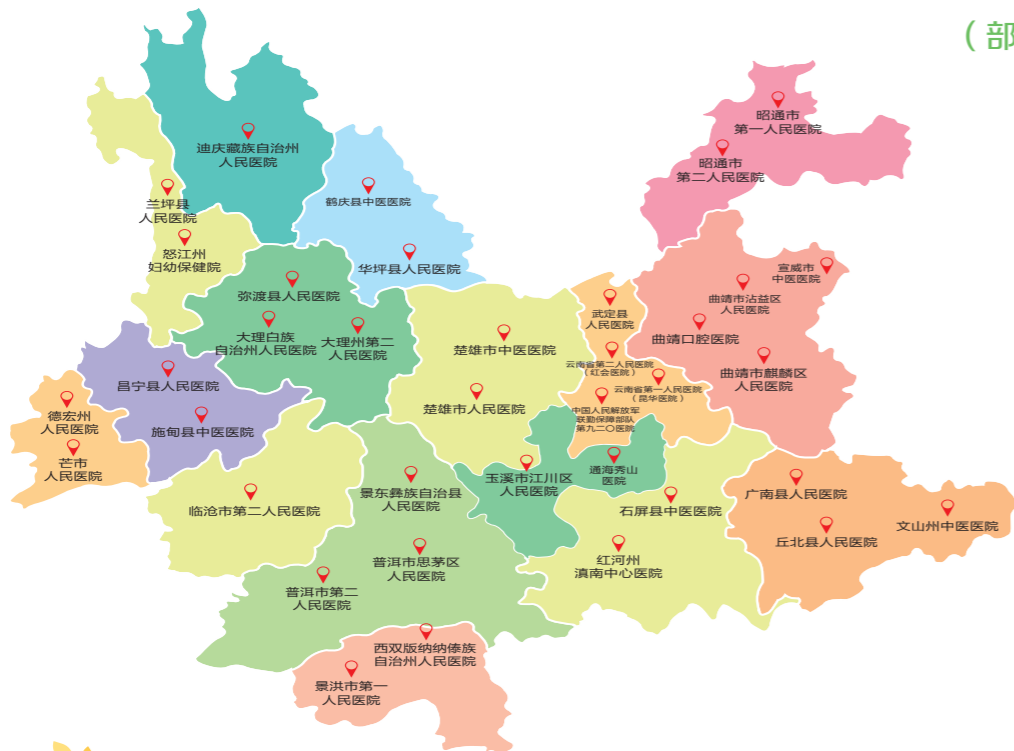 （部
昭通市
第一人民医院
昭通市
第二人民医院
迪庆藏族自治州
人民医院
兰坪县
人民医院
鹤庆县中医医院
怒江州
妇幼保健院
华坪县人民医院
宣威市
中医医院
弥渡县人民医院
曲靖市沾益区
人民医院
武定县
人民医院
大理白族
自治州人民医院
大理州第二
人民医院
楚雄市中医医院
曲靖口腔医院
云南省第二人民医院
（红会医院）
曲靖市麒麟区
人民医院
昌宁县人民医院
云南省第一人民医院
（昆华医院）
楚雄市人民医院
中国人民解放军
联勤保障部队
第九二〇医院
德宏州
人民医院
施甸县中医医院
芒市
人民医院
玉溪市江川区
人民医院
通海秀山
医院
景东彝族自治县
人民医院
广南县人民医院
临沧市第二人民医院
石屏县中医医院
文山州中医医院
丘北县人民医院
普洱市思茅区
人民医院
红河州
滇南中心医院
普洱市第二
人民医院
西双版纳纳傣族
自治州人民医院
景洪市第一
人民医院